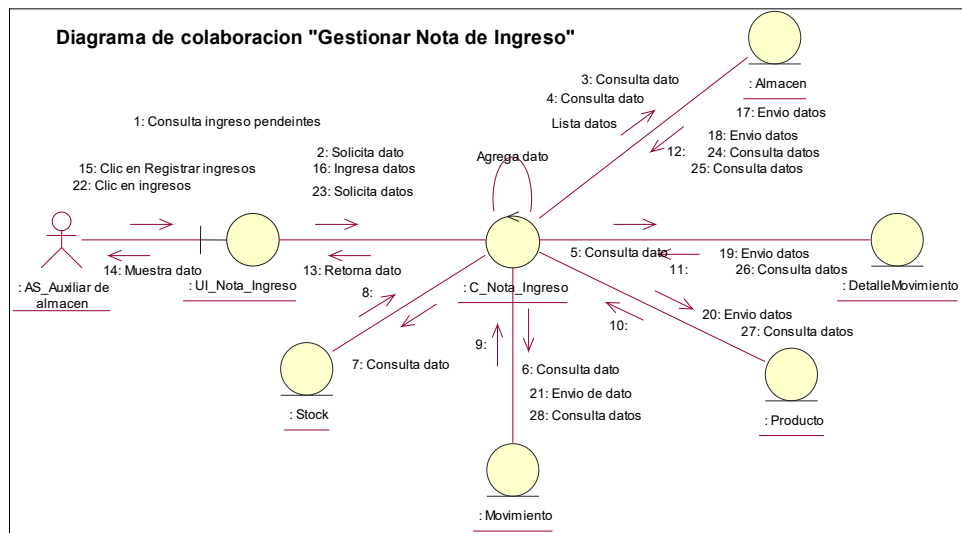 Diagrama de colaboracion "Gestionar Nota de Ingreso"
3: Consulta dato
4: Consulta dato
Lista datos
: Almacen
17: Envio datos
18: Envio datos
12:
24: Consulta datos
25: Consulta datos
1: Consulta ingreso pendeintes
2: Solicita dato
15: Clic en Registrar ingresos
16: Ingresa datos
22: Clic en ingresos
23: Solicita datos
Agrega dato
14: Muestra dato
13: Retorna dato
5: Consulta dato
19: Envio datos
11:
26: Consulta datos
: AS_Auxiliar de
almacen
: UI_Nota_Ingreso
8:
: C_Nota_Ingreso
: DetalleMovimiento
20: Envio datos
10:
27: Consulta datos
9:
7: Consulta dato
6: Consulta dato
21: Envio de dato
28: Consulta datos
: Stock
: Producto
: Movimiento